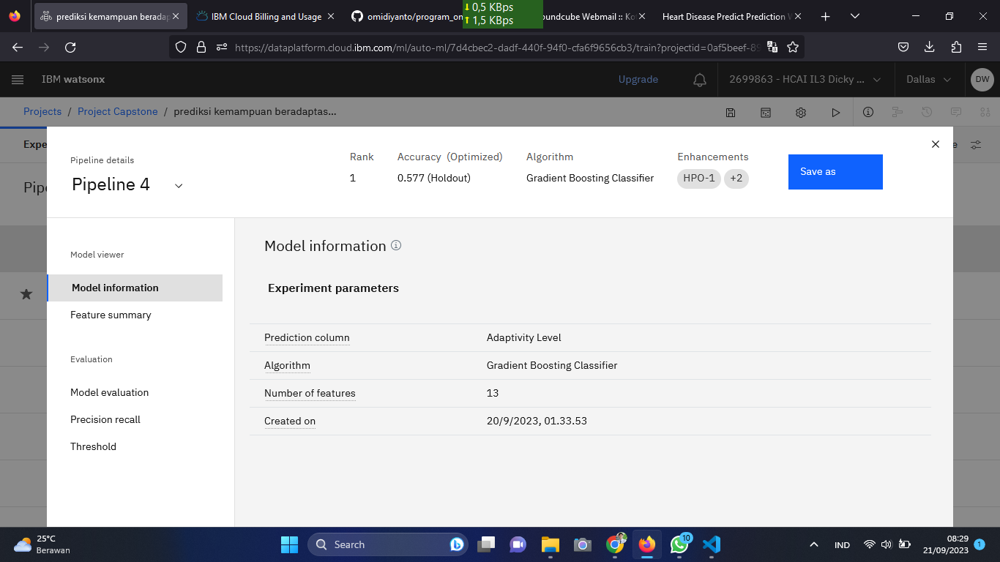 prediksi kemampuan beradap
IBM Cloud Billing and Usage
omidiyanto/program_on
0,5 KBps
1,5 KBps
oundcube Webmail :: Ko
Heart Disease Predict Prediction W
https://dataplatform.cloud.ibm.com/ml/auto-ml/7d4cbec2-dadf-440f-94f0-cfa6f9656cb3/train?projectid=0af5beef-89
IBM watsonx
Upgrade
2699863 - HCAI IL3 Dicky ...
Dallas
DW
Projects / Project Capstone / prediksi kemampuan beradaptas...
Expe
e
Pipe
Pipeline details
Pipeline 4
Rank
1
Accuracy (Optimized)
0.577 (Holdout)
Algorithm
Gradient Boosting Classifier
Enhancements
HPO-1 +2
Save as
Model viewer
Model information
Feature summary
Evaluation
Model evaluation
Precision recall
Threshold
Model information
Experiment parameters
Prediction column Adaptivity Level
Algorithm Gradient Boosting Classifier
Number of features 13
Created on 20/9/2023, 01.33.53
25°C
Berawan
Search
10
IND
08:29
21/09/2023
1